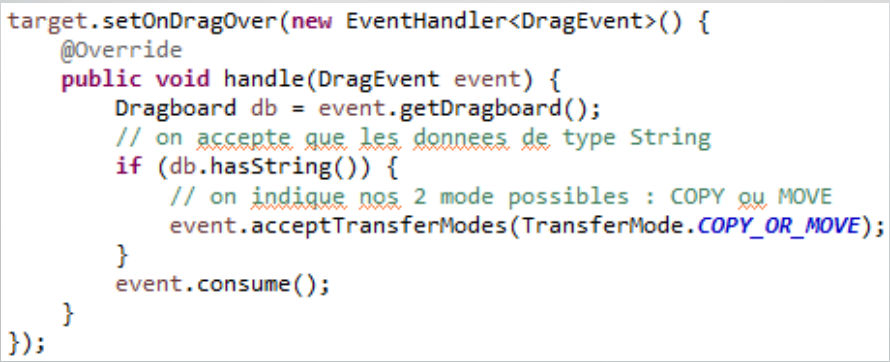 target.setOnDragOver(new EventHandler<DragEvent>() {
    @Override
    public void handle(DragEvent event) {
        Dragboard db = event.getDragboard();
        // on accepte que les donnees de type String
        if (db.hasString()) {
            // on indique nos 2 mode possibles : COPY ou MOVE
            event.acceptTransferModes(TransferMode.COPY_OR_MOVE);
        }
        event.consume();
    }
});